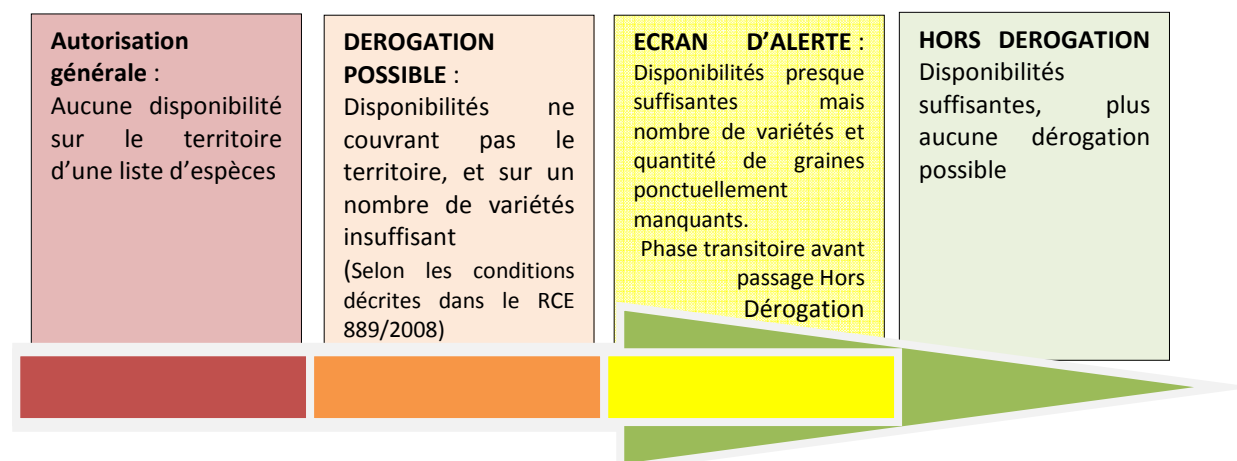 Autorisation
générale :
Aucune disponibilité
sur le territoire
d’une liste d’espèces
DEROGATION
POSSIBLE :
Disponibilités ne
couvrant pas le
territoire, et sur un
nombre de variétés
insuffisant
(Selon les conditions
décrites dans le RCE
889/2008)
ECRAN D’ALERTE :
Disponibilités presque
suffisantes mais
nombre de variétés et
quantité de graines
ponctuellement
manquants.
Phase transitoire avant
passage Hors
Dérogation
HORS DEROGATION
Disponibilités
suffisantes, plus
aucune dérogation
possible